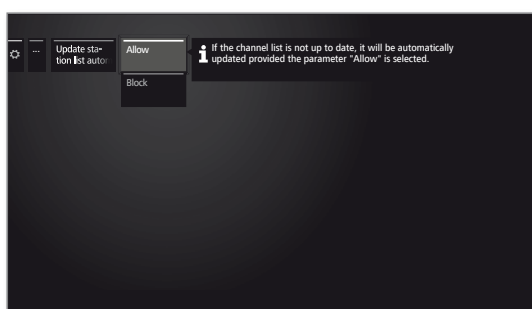 ...
Update sta-
tion list autor
Allow
Block
If the channel list is not up to date, it will be automatically
updated provided the parameter "Allow" is selected.